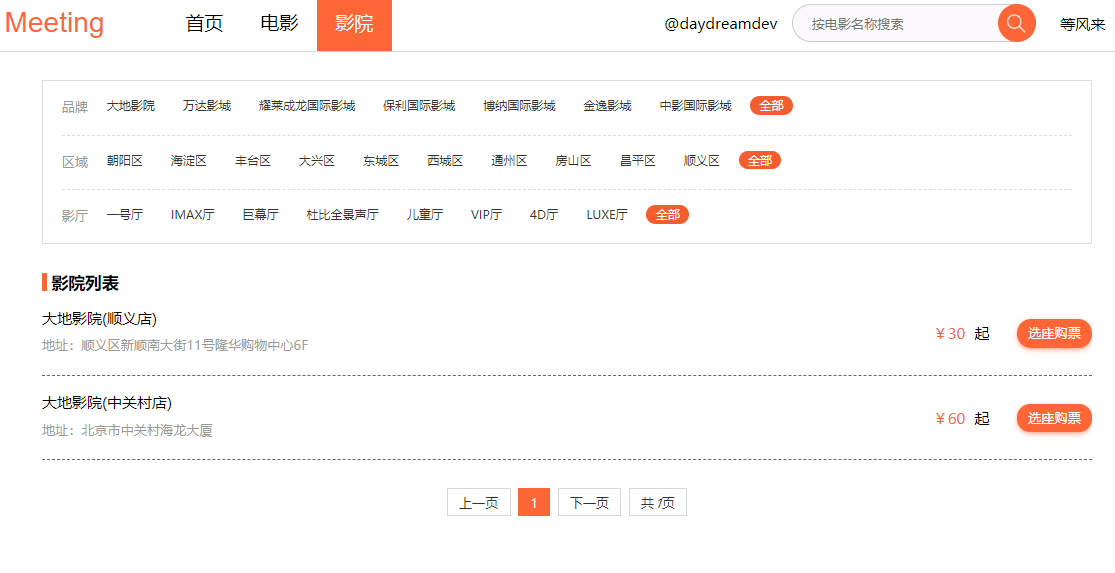 Meeting 首页 电影 影院 @daydreamdev 按电影名称搜索 等风来
品牌 大地影院 万达影城 耀莱成龙国际影城 保利国际影城 博纳国际影城 金逸影城 中影国际影城 全部
区域 朝阳区 海淀区 丰台区 大兴区 东城区 西城区 通州区 房山区 昌平区 顺义区 全部
影厅 一号厅 IMAX厅 巨幕厅 杜比全景声厅 儿童厅 VIP厅 4D厅 LUXE厅 全部
影院列表
大地影院(顺义店)
地址：顺义区新顺南大街11号隆华购物中心6F
￥30 起 选座购票
大地影院(中关村店)
地址：北京市中关村海龙大厦
￥60 起 选座购票
上一页 1 下一页 共 1页